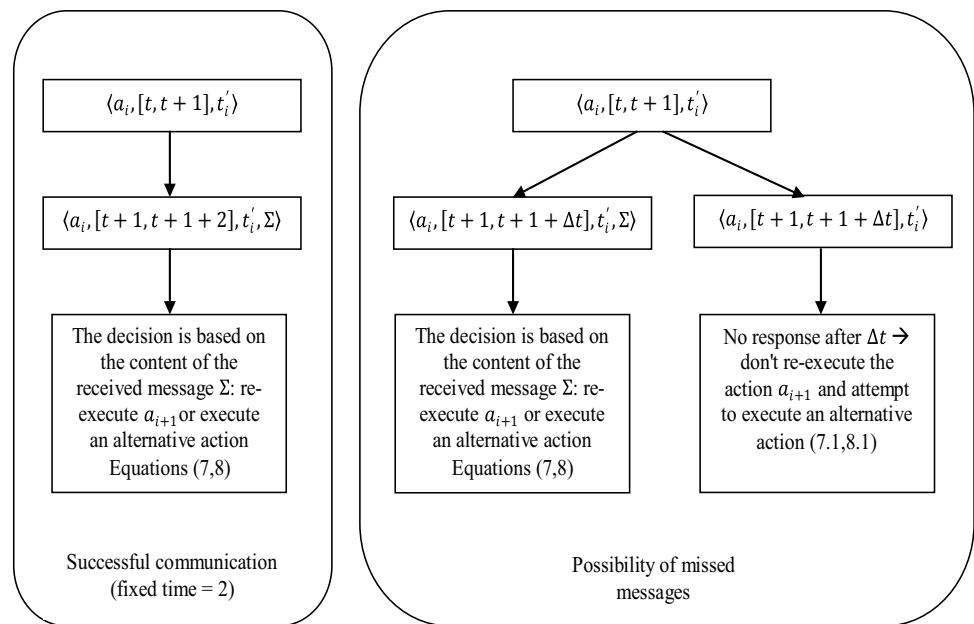 ⟨a_i, [t, t + 1], t_i'⟩
⟨a_i, [t + 1, t + 1 + 2], t_i', Σ⟩
The decision is based on
the content of the
received message Σ: re-
execute a_{i+1} or execute
an alternative action
Equations (7,8)
Successful communication
(fixed time = 2)
⟨a_i, [t, t + 1], t_i'⟩
⟨a_i, [t + 1, t + 1 + Δt], t_i', Σ⟩
The decision is based on
the content of the
received message Σ: re-
execute a_{i+1} or execute
an alternative action
Equations (7,8)
⟨a_i, [t + 1, t + 1 + Δt], t_i'⟩
No response after Δt →
don't re-execute the
action a_{i+1} and attempt
to execute an alternative
action (7.1,8.1)
Possibility of missed
messages